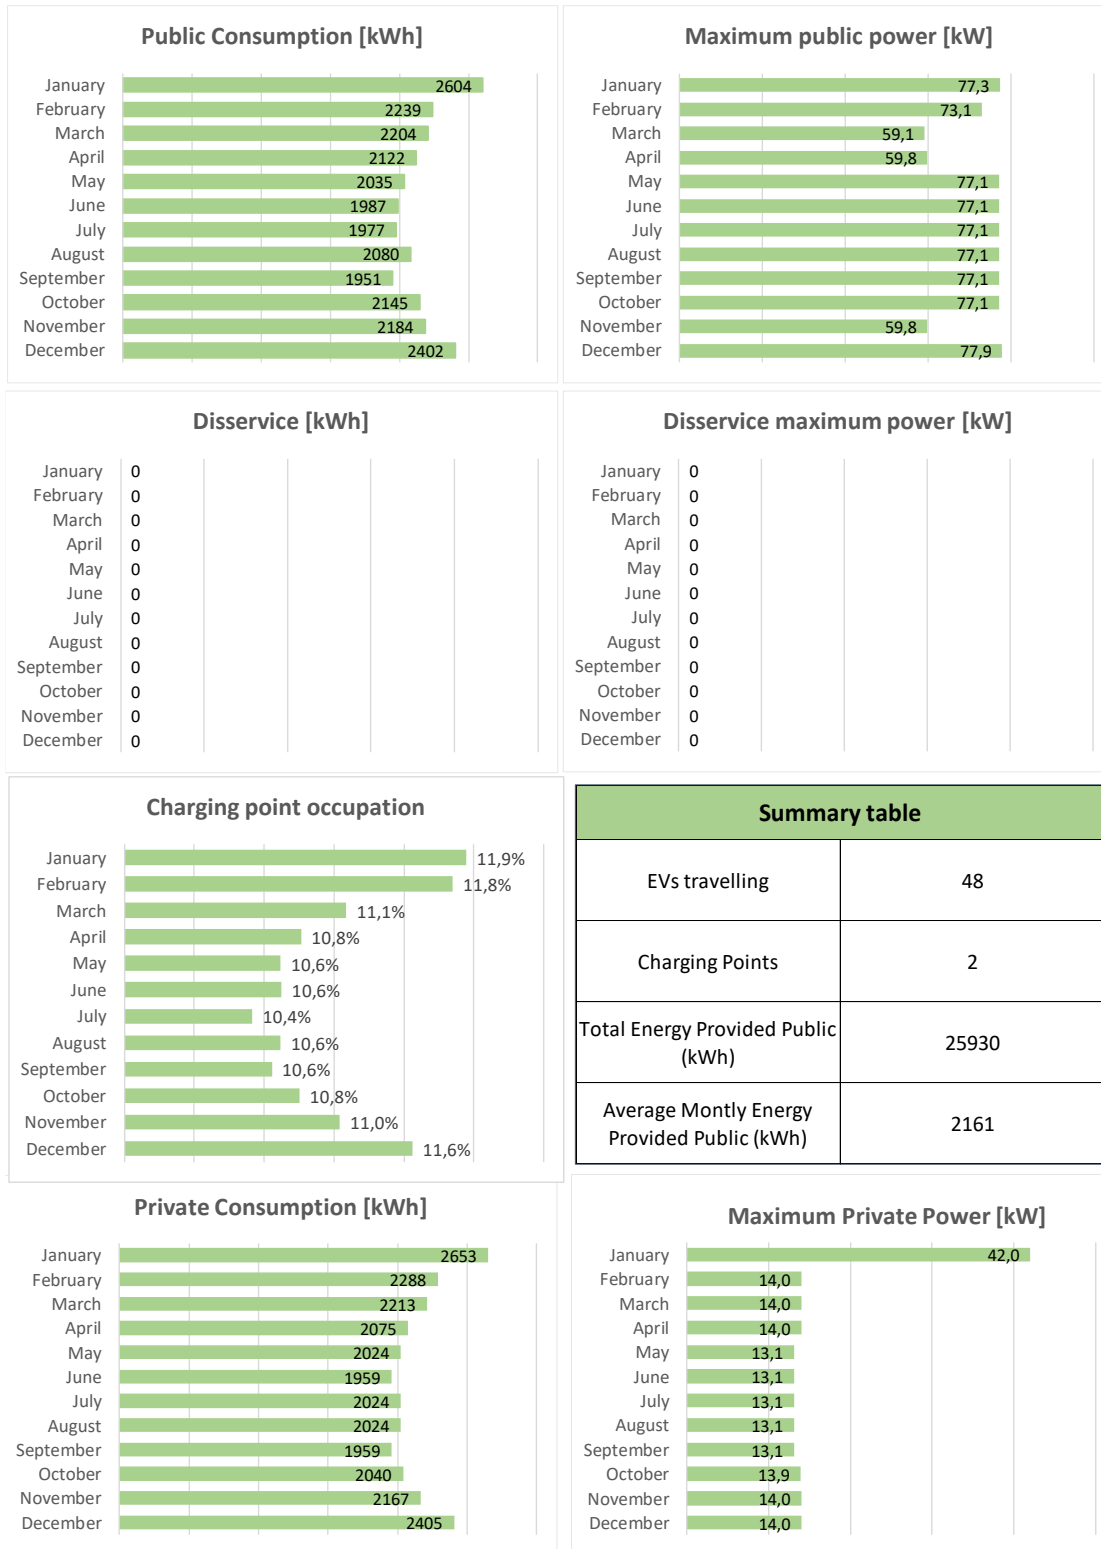 Public Consumption [kWh]
January 2604
February 2239
March 2204
April 2122
May 2035
June 1987
July 1977
August 2080
September 1951
October 2145
November 2184
December 2402
Maximum public power [kW]
January 77,3
February 73,1
March 59,1
April 59,8
May 77,1
June 77,1
July 77,1
August 77,1
September 77,1
October 77,1
November 59,8
December 77,9
Disservice [kWh]
January 0
February 0
March 0
April 0
May 0
June 0
July 0
August 0
September 0
October 0
November 0
December 0
Disservice maximum power [kW]
January 0
February 0
March 0
April 0
May 0
June 0
July 0
August 0
September 0
October 0
November 0
December 0
Charging point occupation
January 11,9%
February 11,8%
March 11,1%
April 10,8%
May 10,6%
June 10,6%
July 10,4%
August 10,6%
September 10,6%
October 10,8%
November 11,0%
December 11,6%
Summary table
EVs travelling 48
Charging Points 2
Total Energy Provided Public
(kWh) 25930
Average Montly Energy
Provided Public (kWh) 2161
Private Consumption [kWh]
January 2653
February 2288
March 2213
April 2075
May 2024
June 1959
July 2024
August 2024
September 1959
October 2040
November 2167
December 2405
Maximum Private Power [kW]
January 42,0
February 14,0
March 14,0
April 14,0
May 13,1
June 13,1
July 13,1
August 13,1
September 13,1
October 13,9
November 14,0
December 14,0